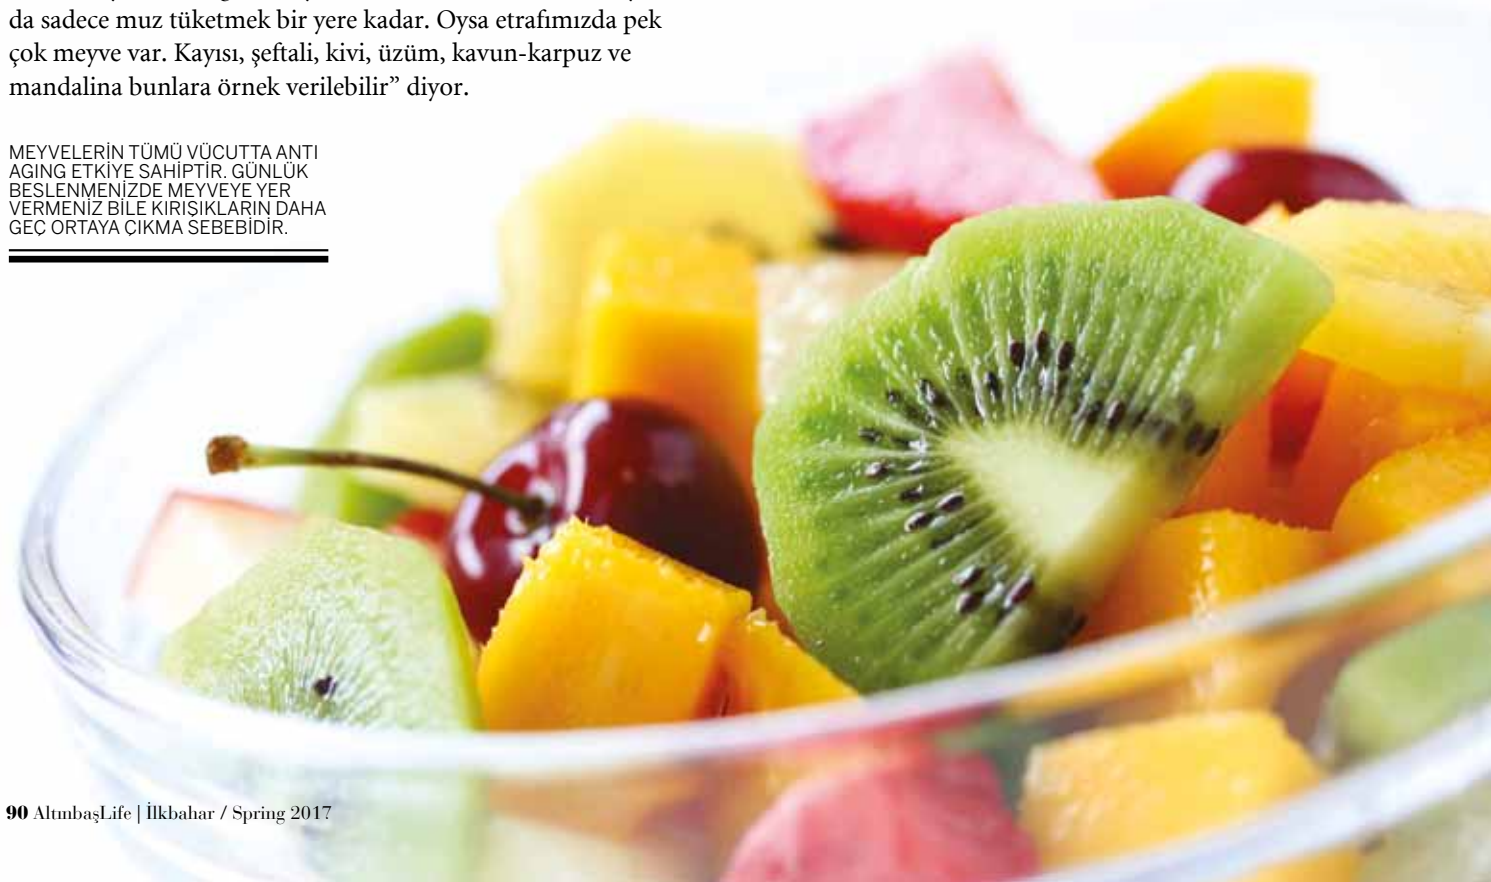 da sadece muz tüketmek bir yere kadar. Oysa etrafımızda pek
çok meyve var. Kayısı, şeftali, kivi, üzüm, kavun-karpuz ve
mandalina bunlara örnek verilebilir” diyor.
MEYVELERİN TÜMÜ VÜCUTTA ANTI
AGING ETKİYE SAHİPTİR. GÜNLÜK
BESLENMENİZDE MEYVEYE YER
VERMENİZ BİLE KIRIŞIKLARIN DAHA
GEÇ ORTAYA ÇIKMA SEBEBİDİR.
90 AltınbaşLife | İlkbahar / Spring 2017